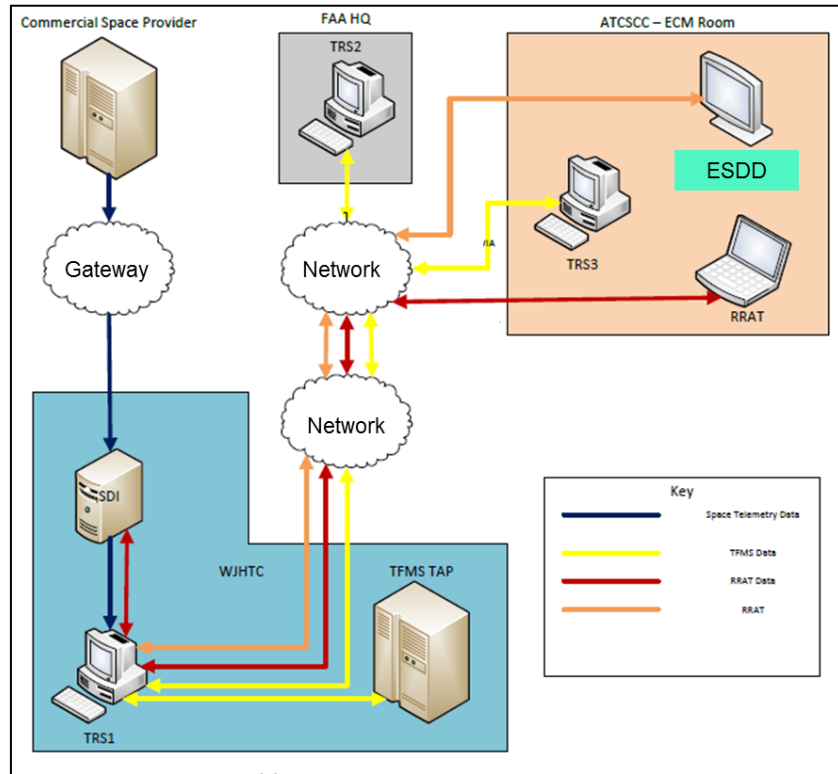 Commercial Space Provider
FAA HQ
TRS2
ATCSCC – ECM Room
ESDD
TRS3
RRAT
Gateway
Network
Network
SDI
WJHTC
TFMS TAP
TRS1
Key
Space Telemetry Data
TFMS Data
RRAT Data
RRAT